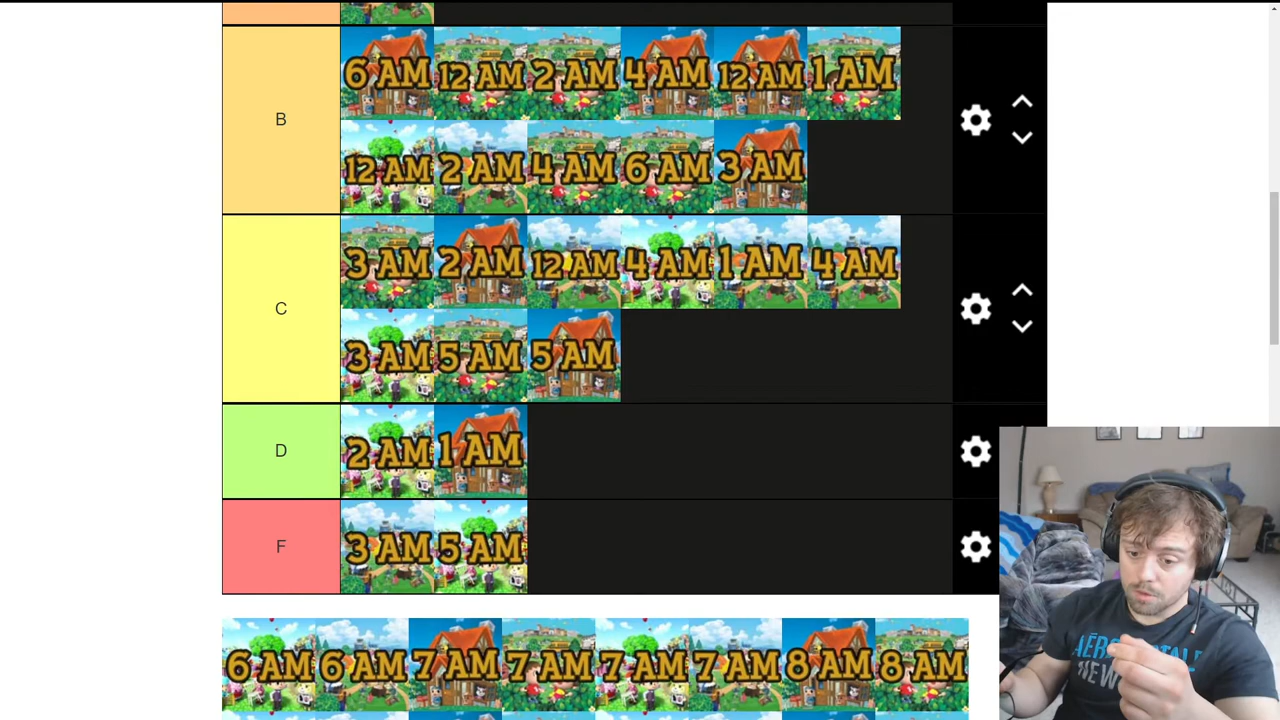 B
6 AM 12 AM 2 AM 4 AM 12 AM 1 AM
12 AM 2 AM 4 AM 6 AM 3 AM
C
3 AM 2 AM 12 AM 4 AM 1 AM 4 AM
3 AM 5 AM 5 AM
D
2 AM 1 AM
F
3 AM 5 AM
6 AM 6 AM 7 AM 7 AM 7 AM 7 AM 8 AM 8 AM